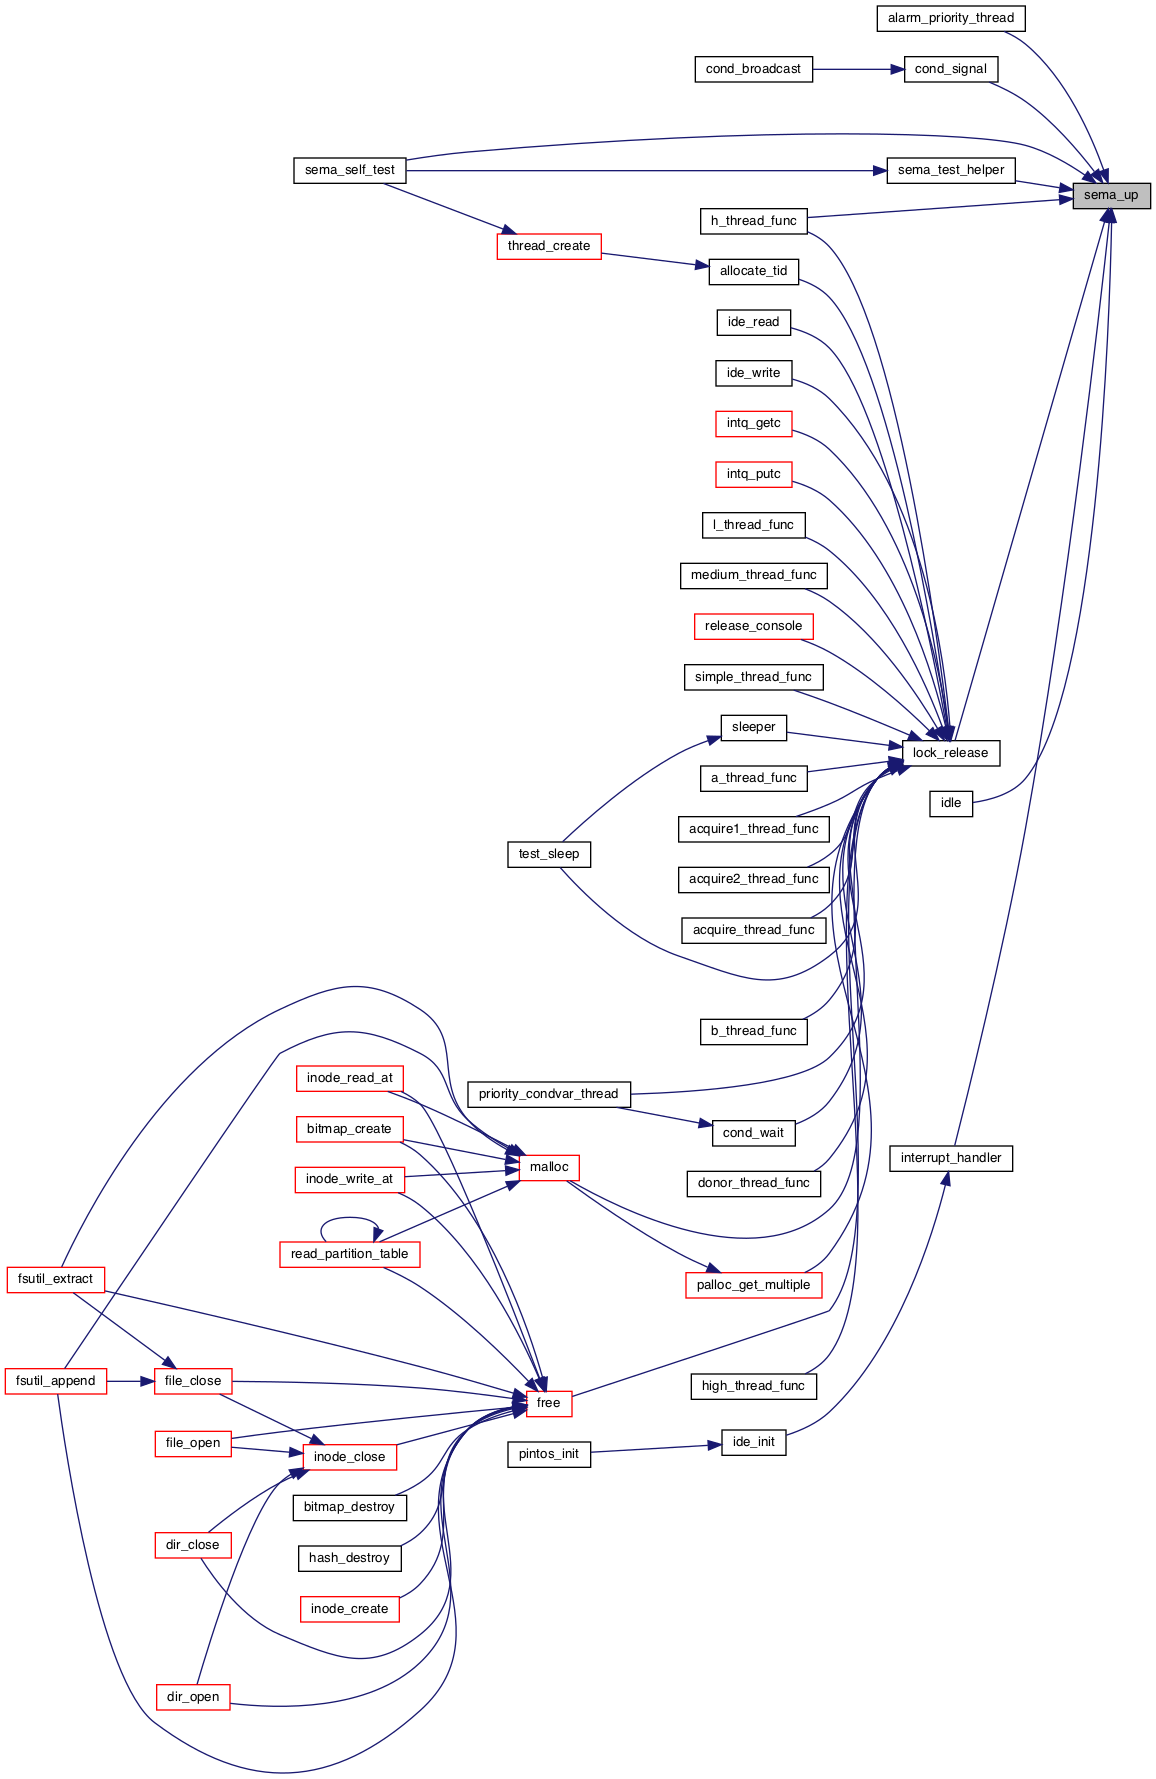 alarm_priority_thread
cond_broadcast
cond_signal
sema_self_test
sema_test_helper
sema_up
h_thread_func
thread_create
allocate_tid
ide_read
ide_write
intq_getc
intq_putc
l_thread_func
medium_thread_func
release_console
simple_thread_func
sleeper
lock_release
a_thread_func
idle
acquire1_thread_func
test_sleep
acquire2_thread_func
acquire_thread_func
b_thread_func
inode_read_at
priority_condvar_thread
bitmap_create
cond_wait
interrupt_handler
malloc
inode_write_at
donor_thread_func
read_partition_table
fsutil_extract
palloc_get_multiple
fsutil_append
file_close
high_thread_func
free
file_open
ide_init
pintos_init
inode_close
bitmap_destroy
dir_close
hash_destroy
inode_create
dir_open